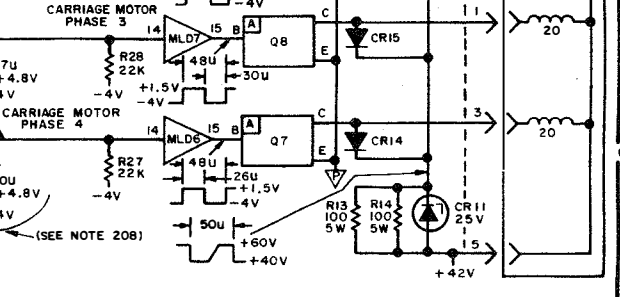 CARRIAGE MOTOR
PHASE 3
-4V
14
MLD7
15
B
A
Q8
C
E
CR15
1
20
R28
22K
-4V
48u
30u
7u
+4.8V
4V
+1.5V
-4V
CARRIAGE MOTOR
PHASE 4
14
MLD6
15
B
A
Q7
C
E
CR14
3
20
R27
22K
-4V
48u
26u
+1.5V
-4V
P
0u
+4.8V
4V
(SEE NOTE 208)
50u
+60V
+40V
R13
100
5W
R14
100
5W
CR11
25V
5
+42V